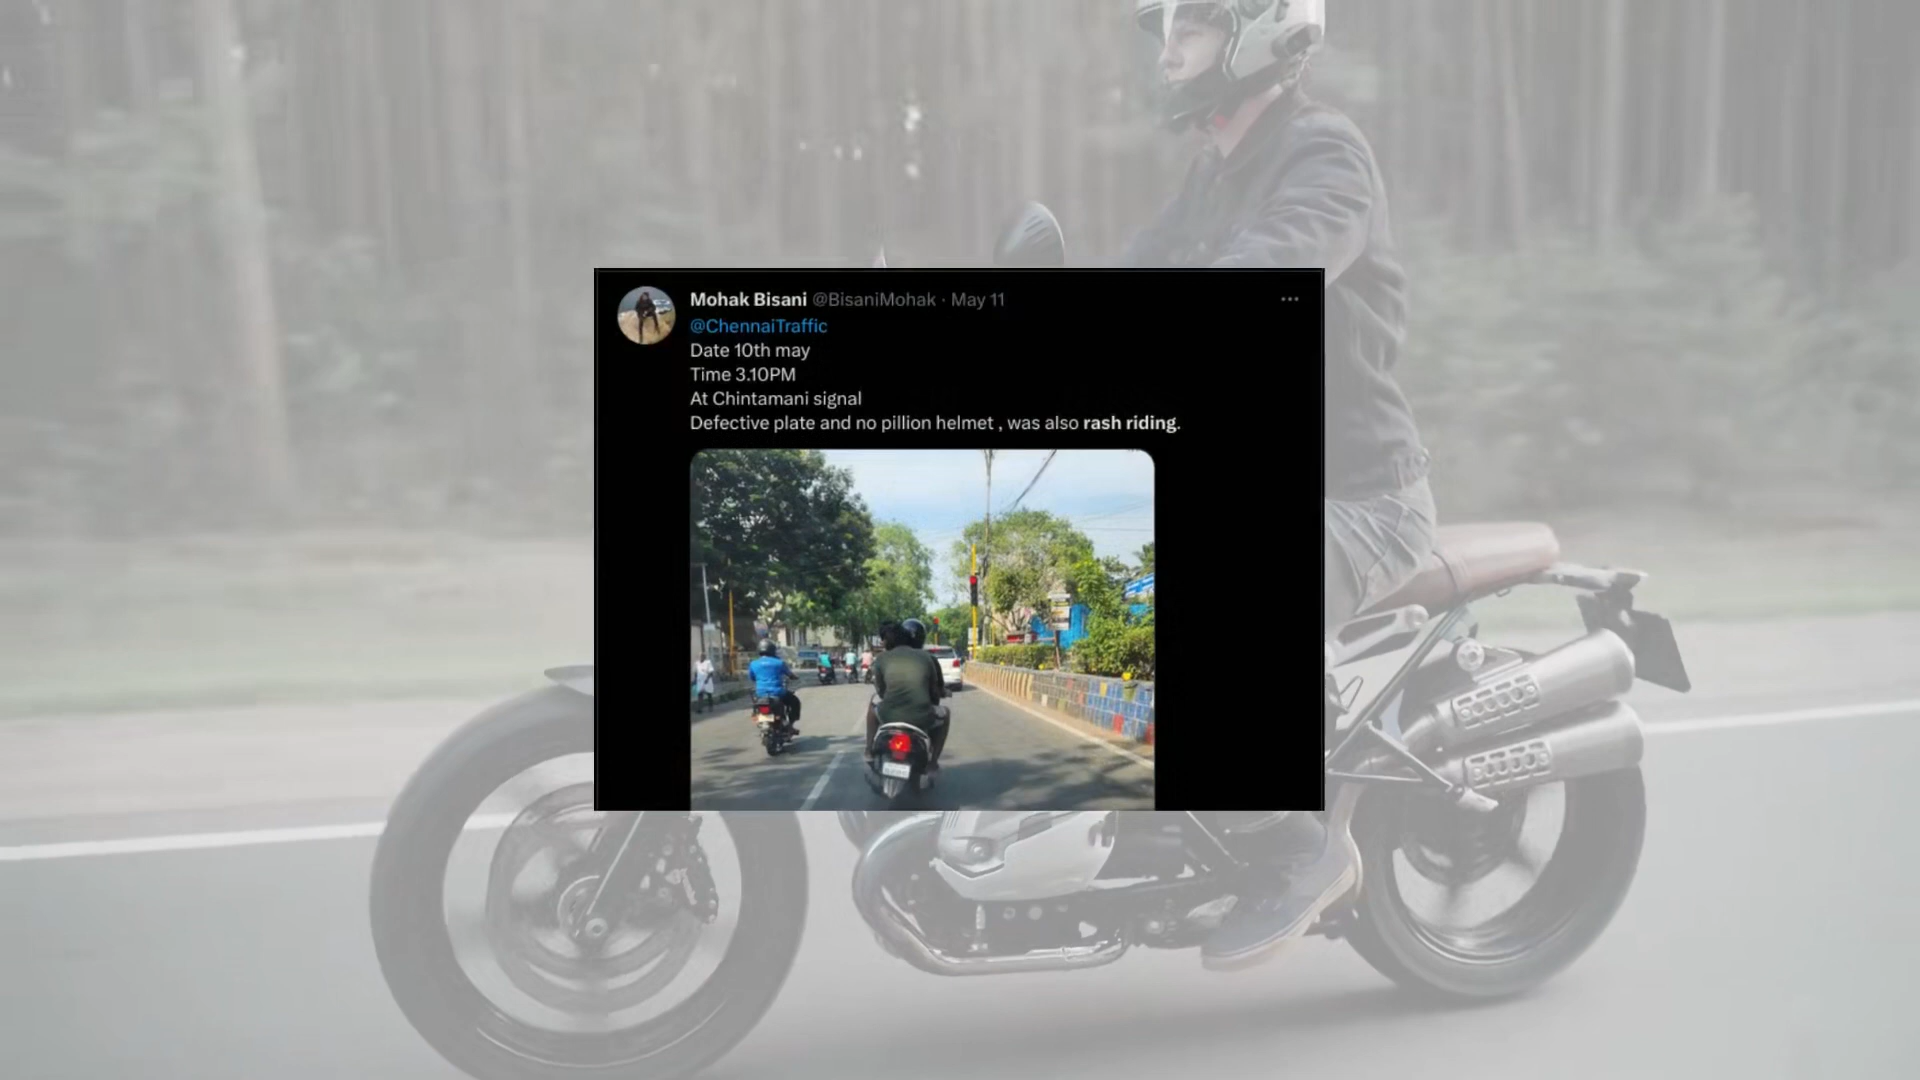 Mohak Bisani @BisaniMohak · May 11
@ChennaiTraffic
Date 10th may
Time 3.10PM
At Chintamani signal
Defective plate and no pillion helmet , was also rash riding.